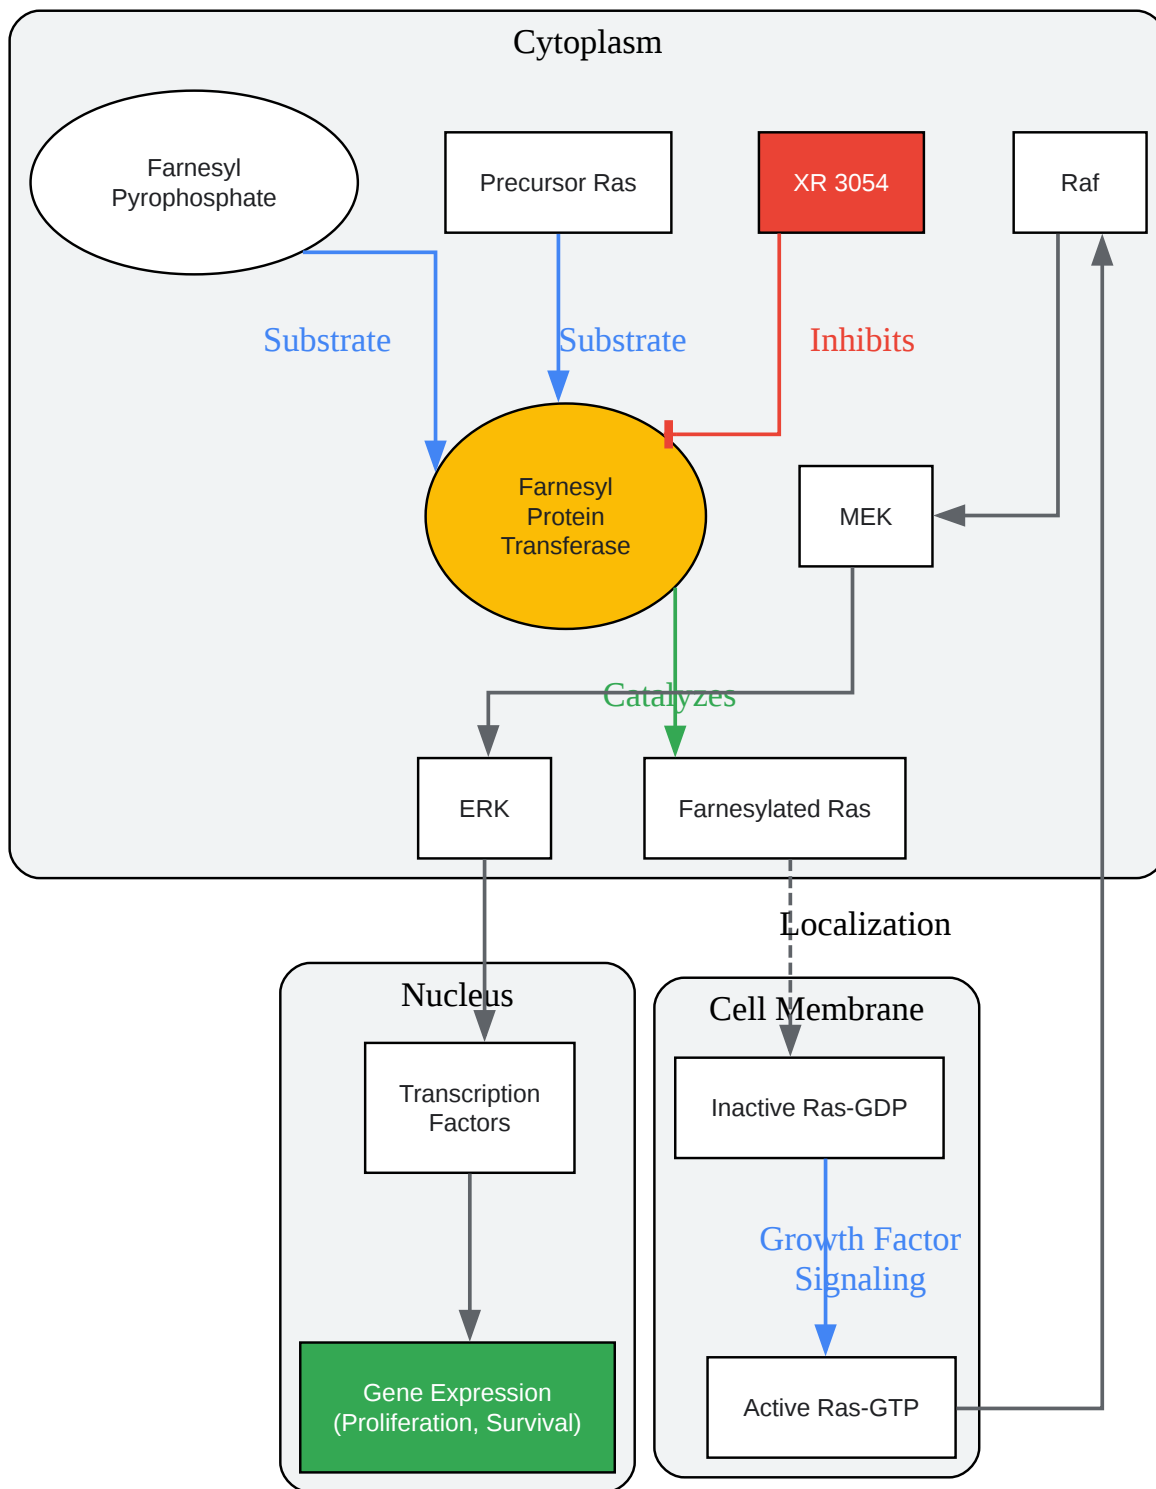 Cytoplasm
Farnesyl
Pyrophosphate
Precursor Ras
XR 3054
Raf
Substrate
Substrate
Inhibits
Farnesyl
Protein
Transferase
MEK
Catalyzes
ERK
Farnesylated Ras
Localization
Nucleus
Cell Membrane
Transcription
Factors
Inactive Ras-GDP
Growth Factor
Signaling
Gene Expression
(Proliferation, Survival)
Active Ras-GTP